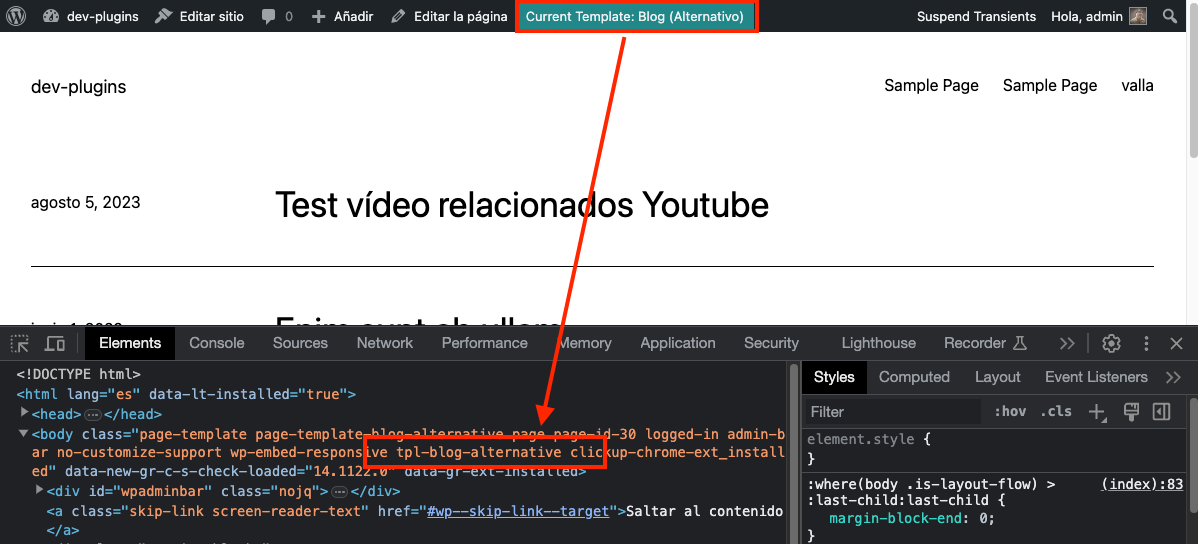 dev-plugins Editar sitio 0 Añadir Editar la página Current Template: Blog (Alternativo) Suspend Transients Hola, admin
dev-plugins Sample Page Sample Page valla
agosto 5, 2023 Test vídeo relacionados Youtube
Elements Console Sources Network Performance Memory Application Security Lighthouse Recorder
<!DOCTYPE html>
<html lang="es" data-lt-installed="true">
<head> ··· </head>
<body class="page-template page-template-blog-alternative page page-id-30 logged-in admin-b
ar no-customize-support wp-embed-responsive tpl-blog-alternative clickup-chrome-ext_install
ed" data-new-gr-c-s-check-loaded="14.1122.0" data-gr-ext-installed>
<div id="wpadminbar" class="nojq"> ··· </div>
<a class="skip-link screen-reader-text" href="#wp--skip-link--target">Saltar al contenido
</a>
Styles Computed Layout Event Listeners
Filter :hov .cls
element.style {
}
:where(body .is-layout-flow) > (index):83
:last-child:last-child {
margin-block-end: 0;
}